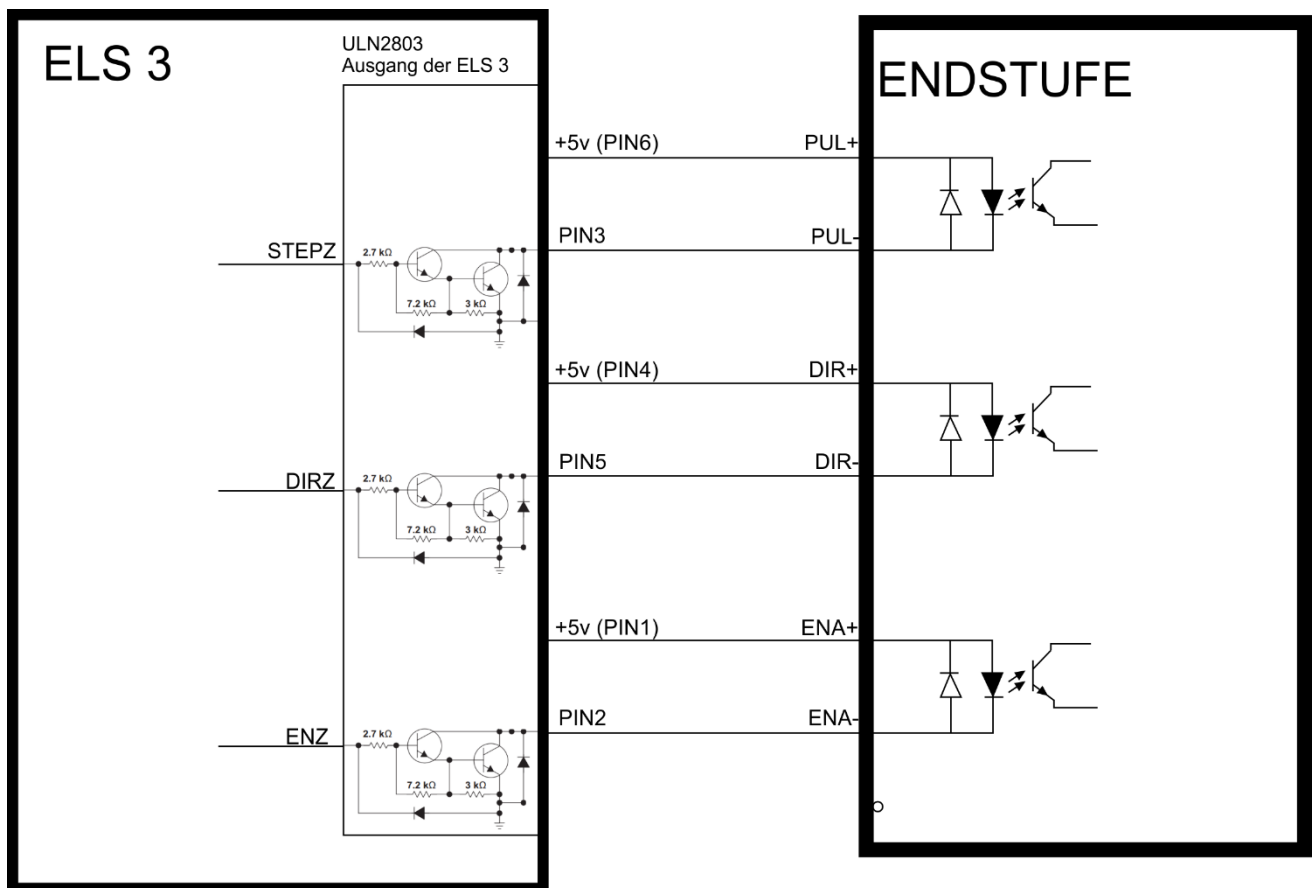 ELS 3
ULN2803
Ausgang der ELS 3
ENDSTUFE
+5v (PIN6)
PUL+
STEPZ
2.7 kΩ
7.2 kΩ
3 kΩ
PIN3
PUL-
+5v (PIN4)
DIR+
DIRZ
2.7 kΩ
7.2 kΩ
3 kΩ
PIN5
DIR-
+5v (PIN1)
ENA+
ENZ
2.7 kΩ
7.2 kΩ
3 kΩ
PIN2
ENA-